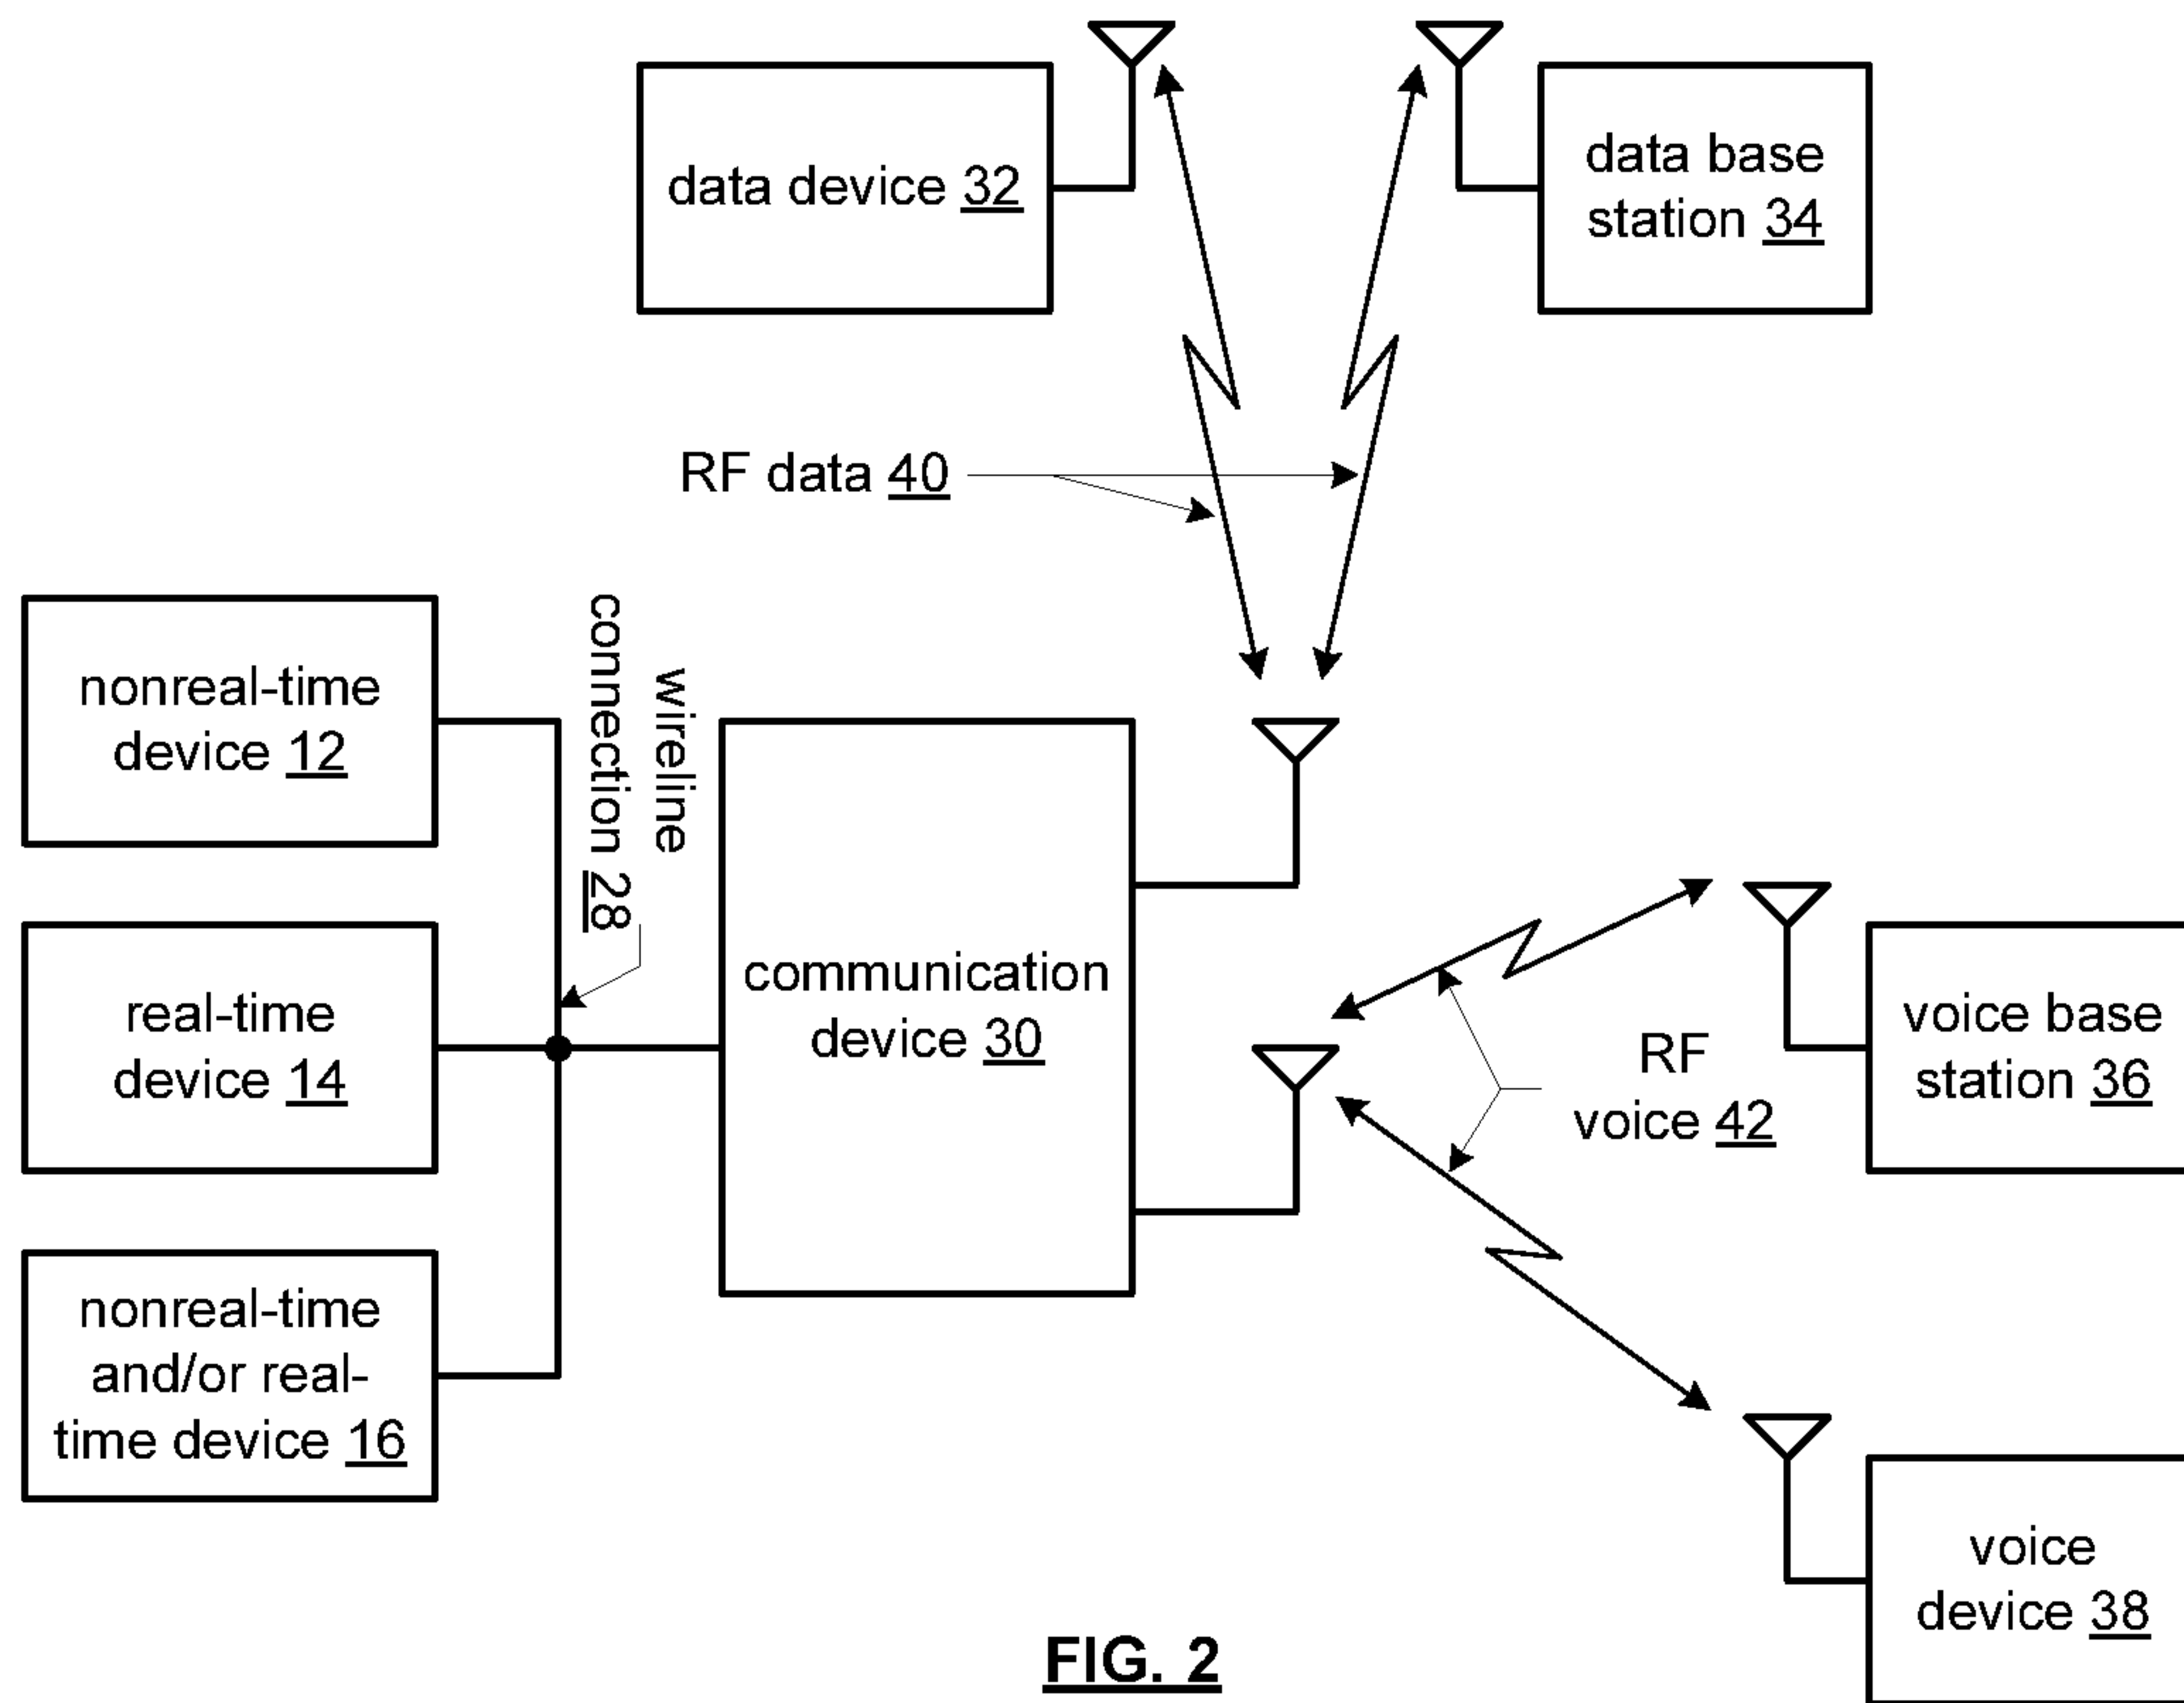 data device 32
data base
station 34
RF data 40
nonreal-time
device 12
wireline
connection 28
real-time
device 14
nonreal-time
and/or real-
time device 16
communication
device 30
RF
voice 42
voice base
station 36
voice
device 38
FIG. 2